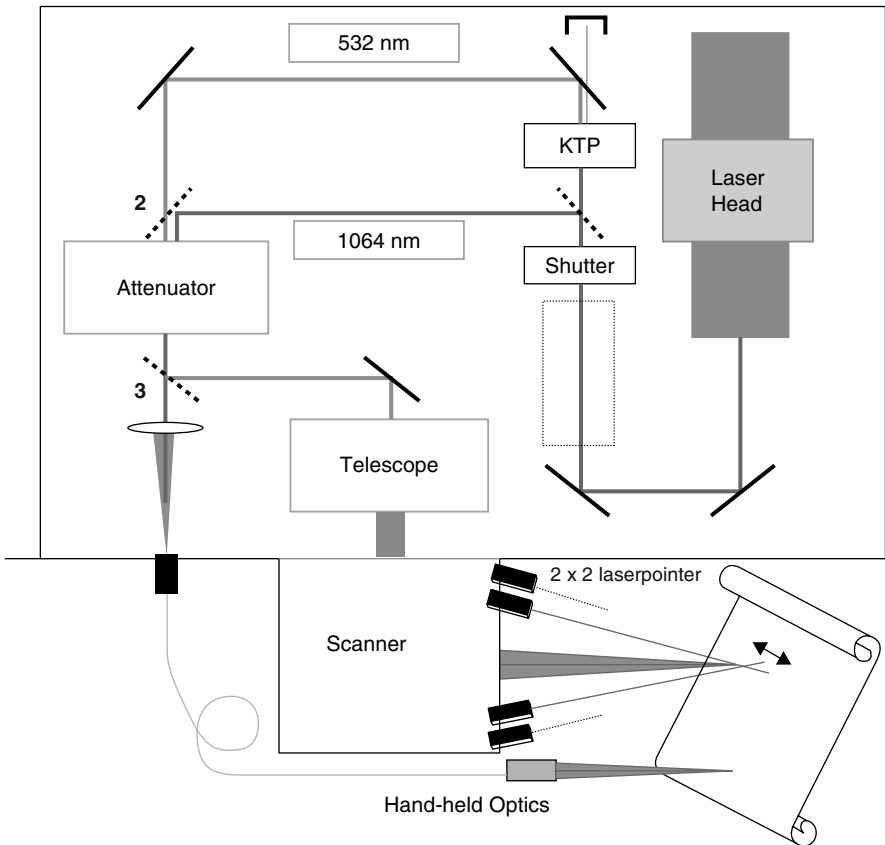 532 nm
KTP
Laser
Head
2
1064 nm
Shutter
Attenuator
3
Telescope
2 x 2 laserpointer
Scanner
Hand-held Optics